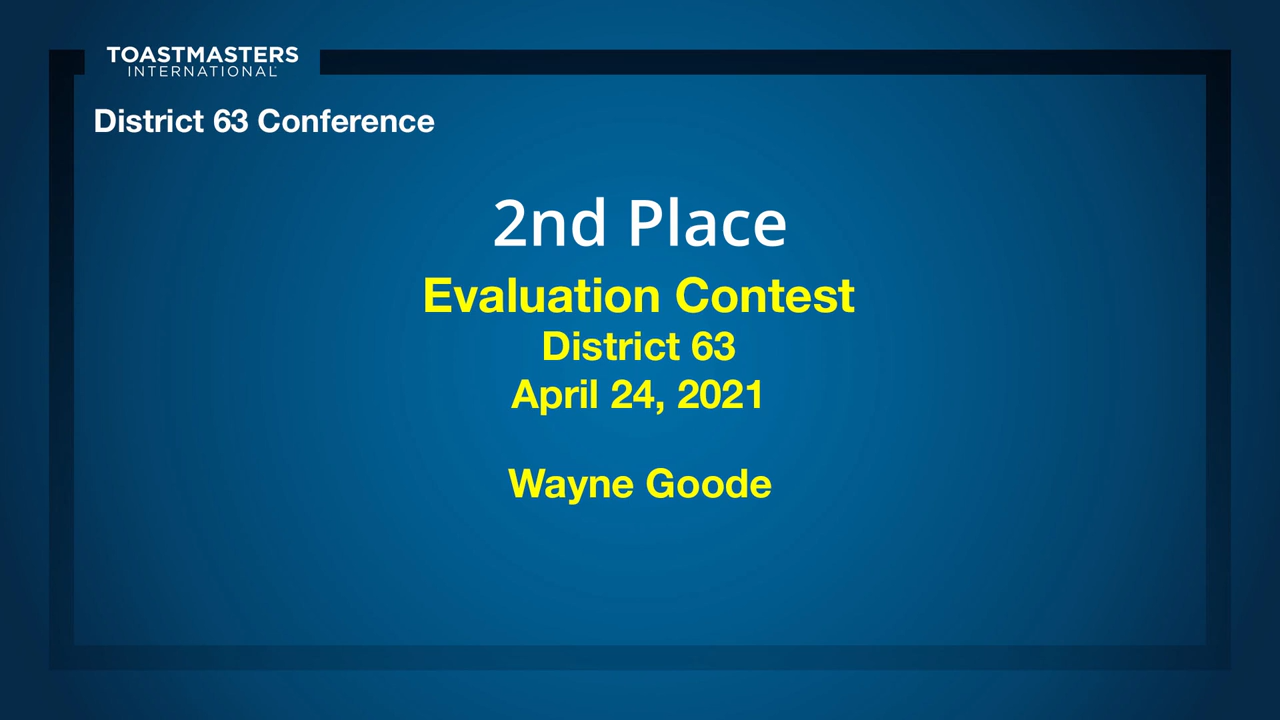 TOASTMASTERS
INTERNATIONAL
District 63 Conference
2nd Place
Evaluation Contest
District 63
April 24, 2021
Wayne Goode